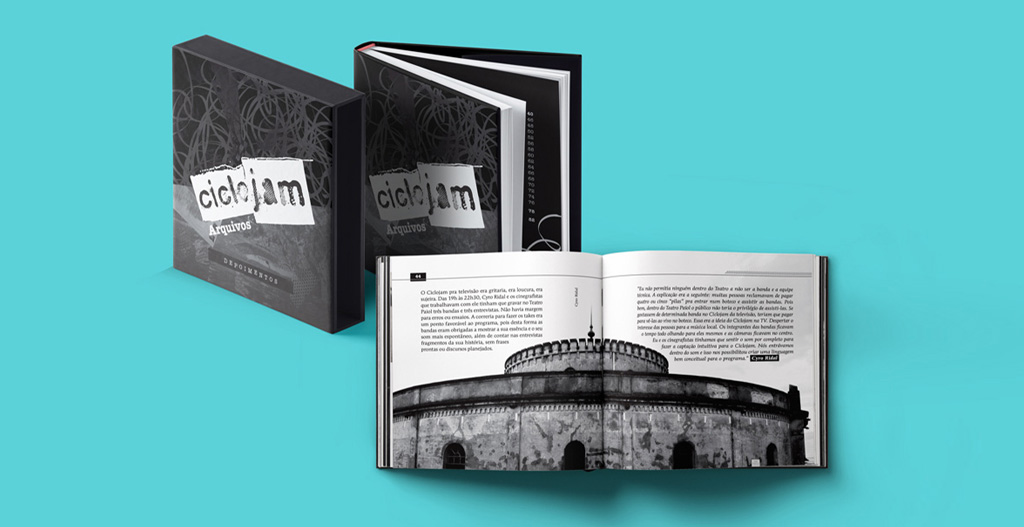 ciclojam
Arquivos
DEPOIMENTOS
ciclojam
Arquivos
O Ciclojam pra televisão era gritaria, era loucura, era
sujeira. Das 19h às 22h30, Cyro Ridal e os cinegrafistas
que trabalhavam com ele tinham que gravar no Teatro
Paiol três bandas e três entrevistas. Não havia margem
para erros ou ensaios. A correria para fazer os takes era
um ponto favorável ao programa, pois desta forma as
bandas eram obrigadas a mostrar a sua essência e o seu
som mais espontâneo, além de contar nas entrevistas
fragmentos da sua história, sem frases
prontas ou discursos planejados.
Cyro Ridal
"Eu não permitia ninguém dentro do Teatro a não ser a banda e a equipe
técnica. A explicação era a seguinte: muitas pessoas reclamavam de pagar
quatro ou cinco "pilas" pra entrar num boteco e assistir as bandas. Pois
bem, dentro do Teatro Paiol o público não teria o privilégio de assisti-las. Se
gostassem de determinada banda no Ciclojam da televisão, teriam que pagar
para vê-las ao vivo no boteco. Essa era a ideia do Ciclojam na TV. Despertar o
interesse das pessoas para a música local. Os integrantes das bandas ficavam
o tempo todo olhando para eles mesmos e as câmeras ficavam no centro.
Eu e os cinegrafistas tínhamos que sentir o som por completo para
fazer a captação intuitiva para o Ciclojam. Nós entrávamos
dentro do som e isso nos possibilitou criar uma linguagem
bem conceitual para o programa." Cyro Ridal